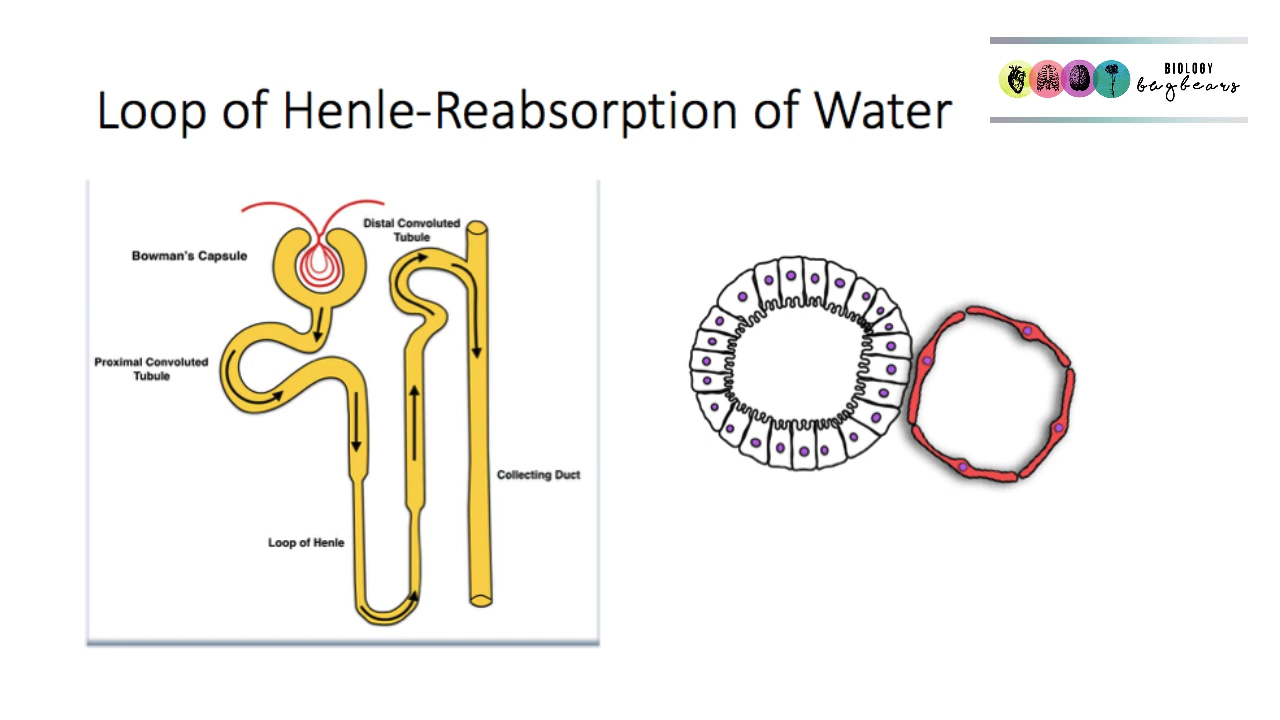 BIOLOGY
bugbears
Loop of Henle-Reabsorption of Water
Distal Convoluted
Tubule
Bowman's Capsule
Proximal Convoluted
Tubule
Collecting Duct
Loop of Henle